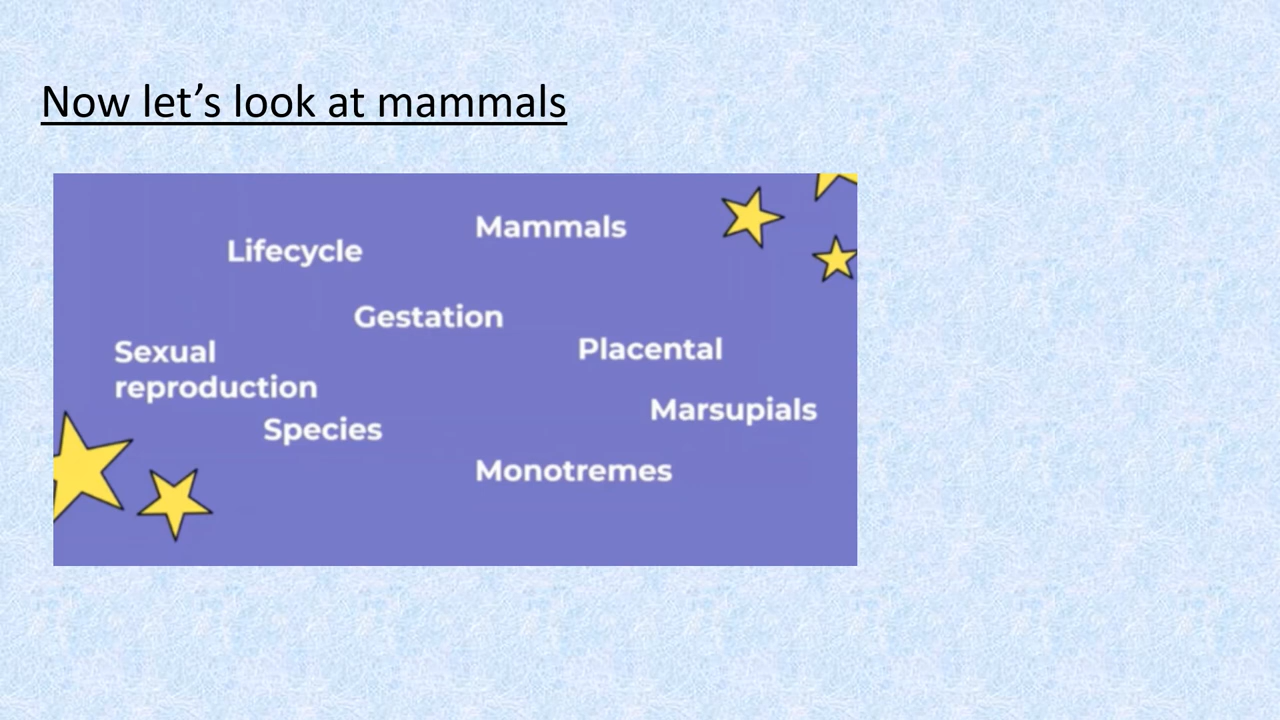 Now let’s look at mammals
Mammals
Lifecycle
Gestation
Placental
Sexual
reproduction
Marsupials
Species
Monotremes